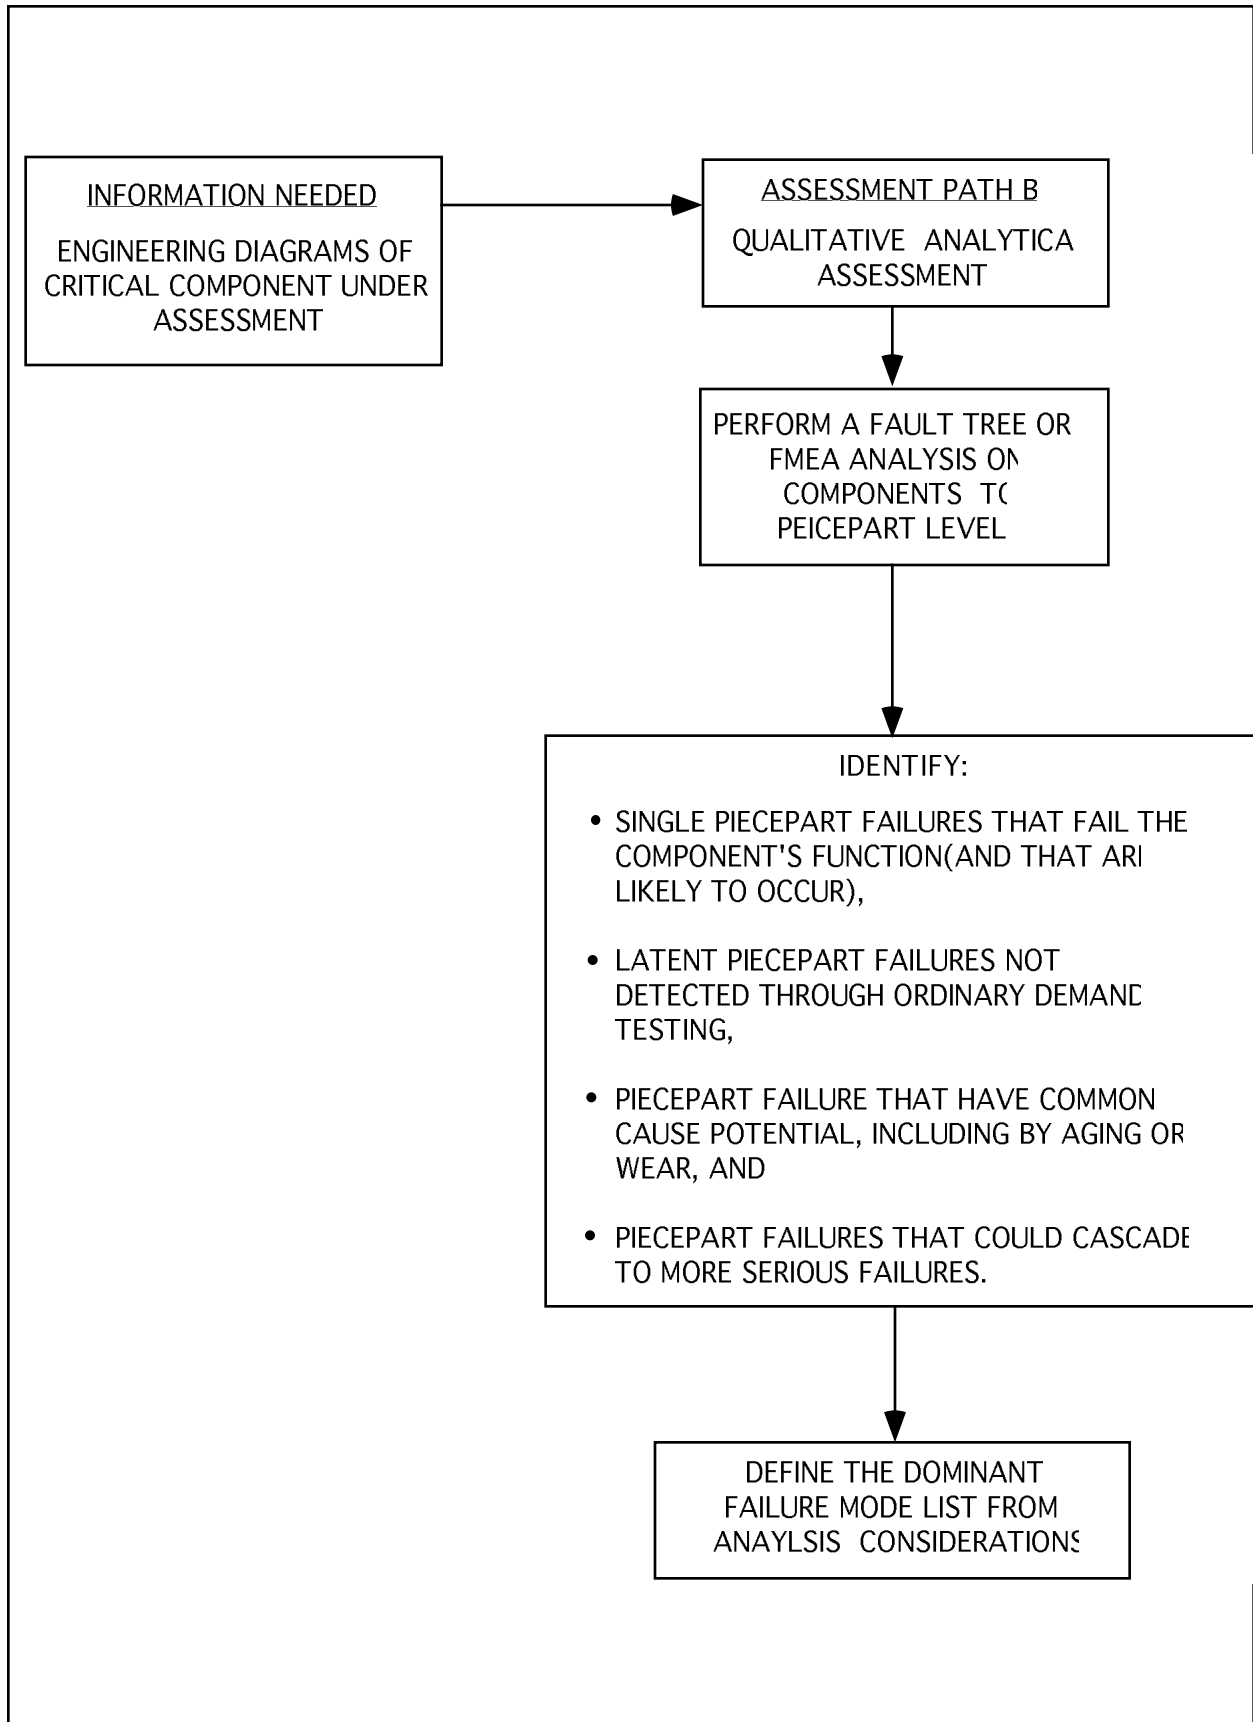 INFORMATION NEEDED
ENGINEERING DIAGRAMS OF
CRITICAL COMPONENT UNDER
ASSESSMENT
ASSESSMENT PATH B
QUALITATIVE ANALYTICA
ASSESSMENT
PERFORM A FAULT TREE OR
FMEA ANALYSIS ON
COMPONENTS TO
PEICEPART LEVEL
IDENTIFY:
• SINGLE PIECEPART FAILURES THAT FAIL THE
COMPONENT'S FUNCTION(AND THAT ARE
LIKELY TO OCCUR),
• LATENT PIECEPART FAILURES NOT
DETECTED THROUGH ORDINARY DEMAND
TESTING,
• PIECEPART FAILURE THAT HAVE COMMON
CAUSE POTENTIAL, INCLUDING BY AGING OR
WEAR, AND
• PIECEPART FAILURES THAT COULD CASCADE
TO MORE SERIOUS FAILURES.
DEFINE THE DOMINANT
FAILURE MODE LIST FROM
ANAYLSIS CONSIDERATIONS